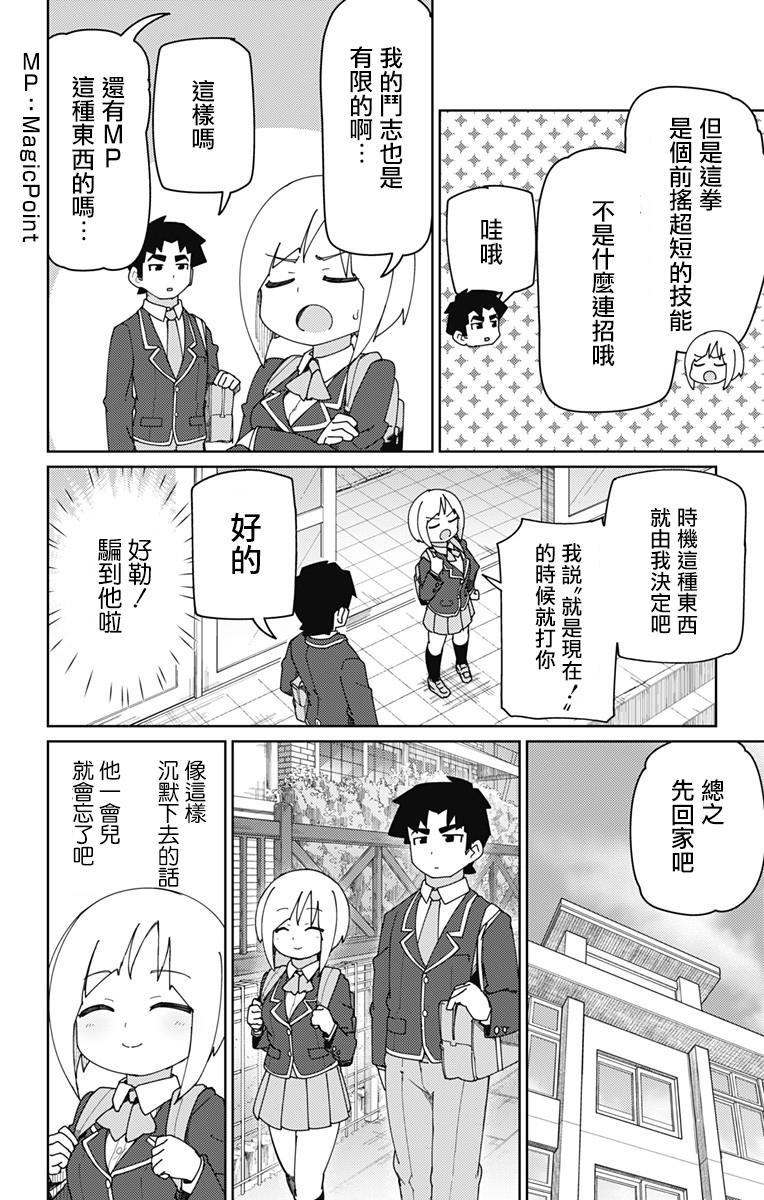 但是這拳
是個前搖超短的技能
不是什麼連招哦
哇哦
我的鬥志也是
有限的啊…
這樣嗎
還有MP
這種東西的嗎…
MP：MagicPoint
時機這種東西
就由我決定吧
我說〝就是現在！〟
的時候就打你
好的
好勒！
騙到他啦
總之
先回家吧
像這樣
沉默下去的話
他一會兒
就會忘了吧